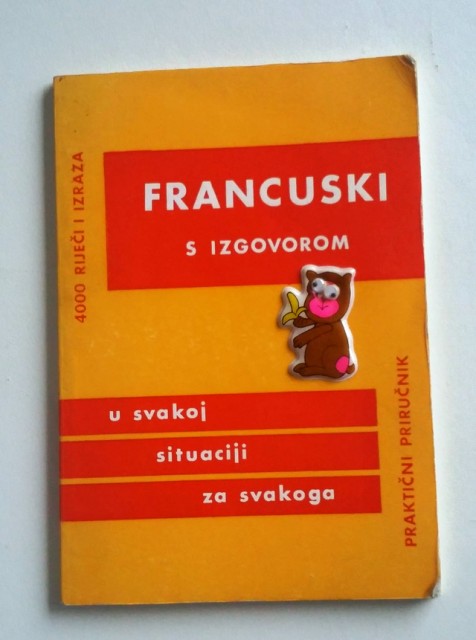 4000 RIJEČI I IZRAZA
FRANCUSKI
S IZGOVOROM
u svakoj
situaciji
za svakoga
PRAKTIČNI PRIRUČNIK